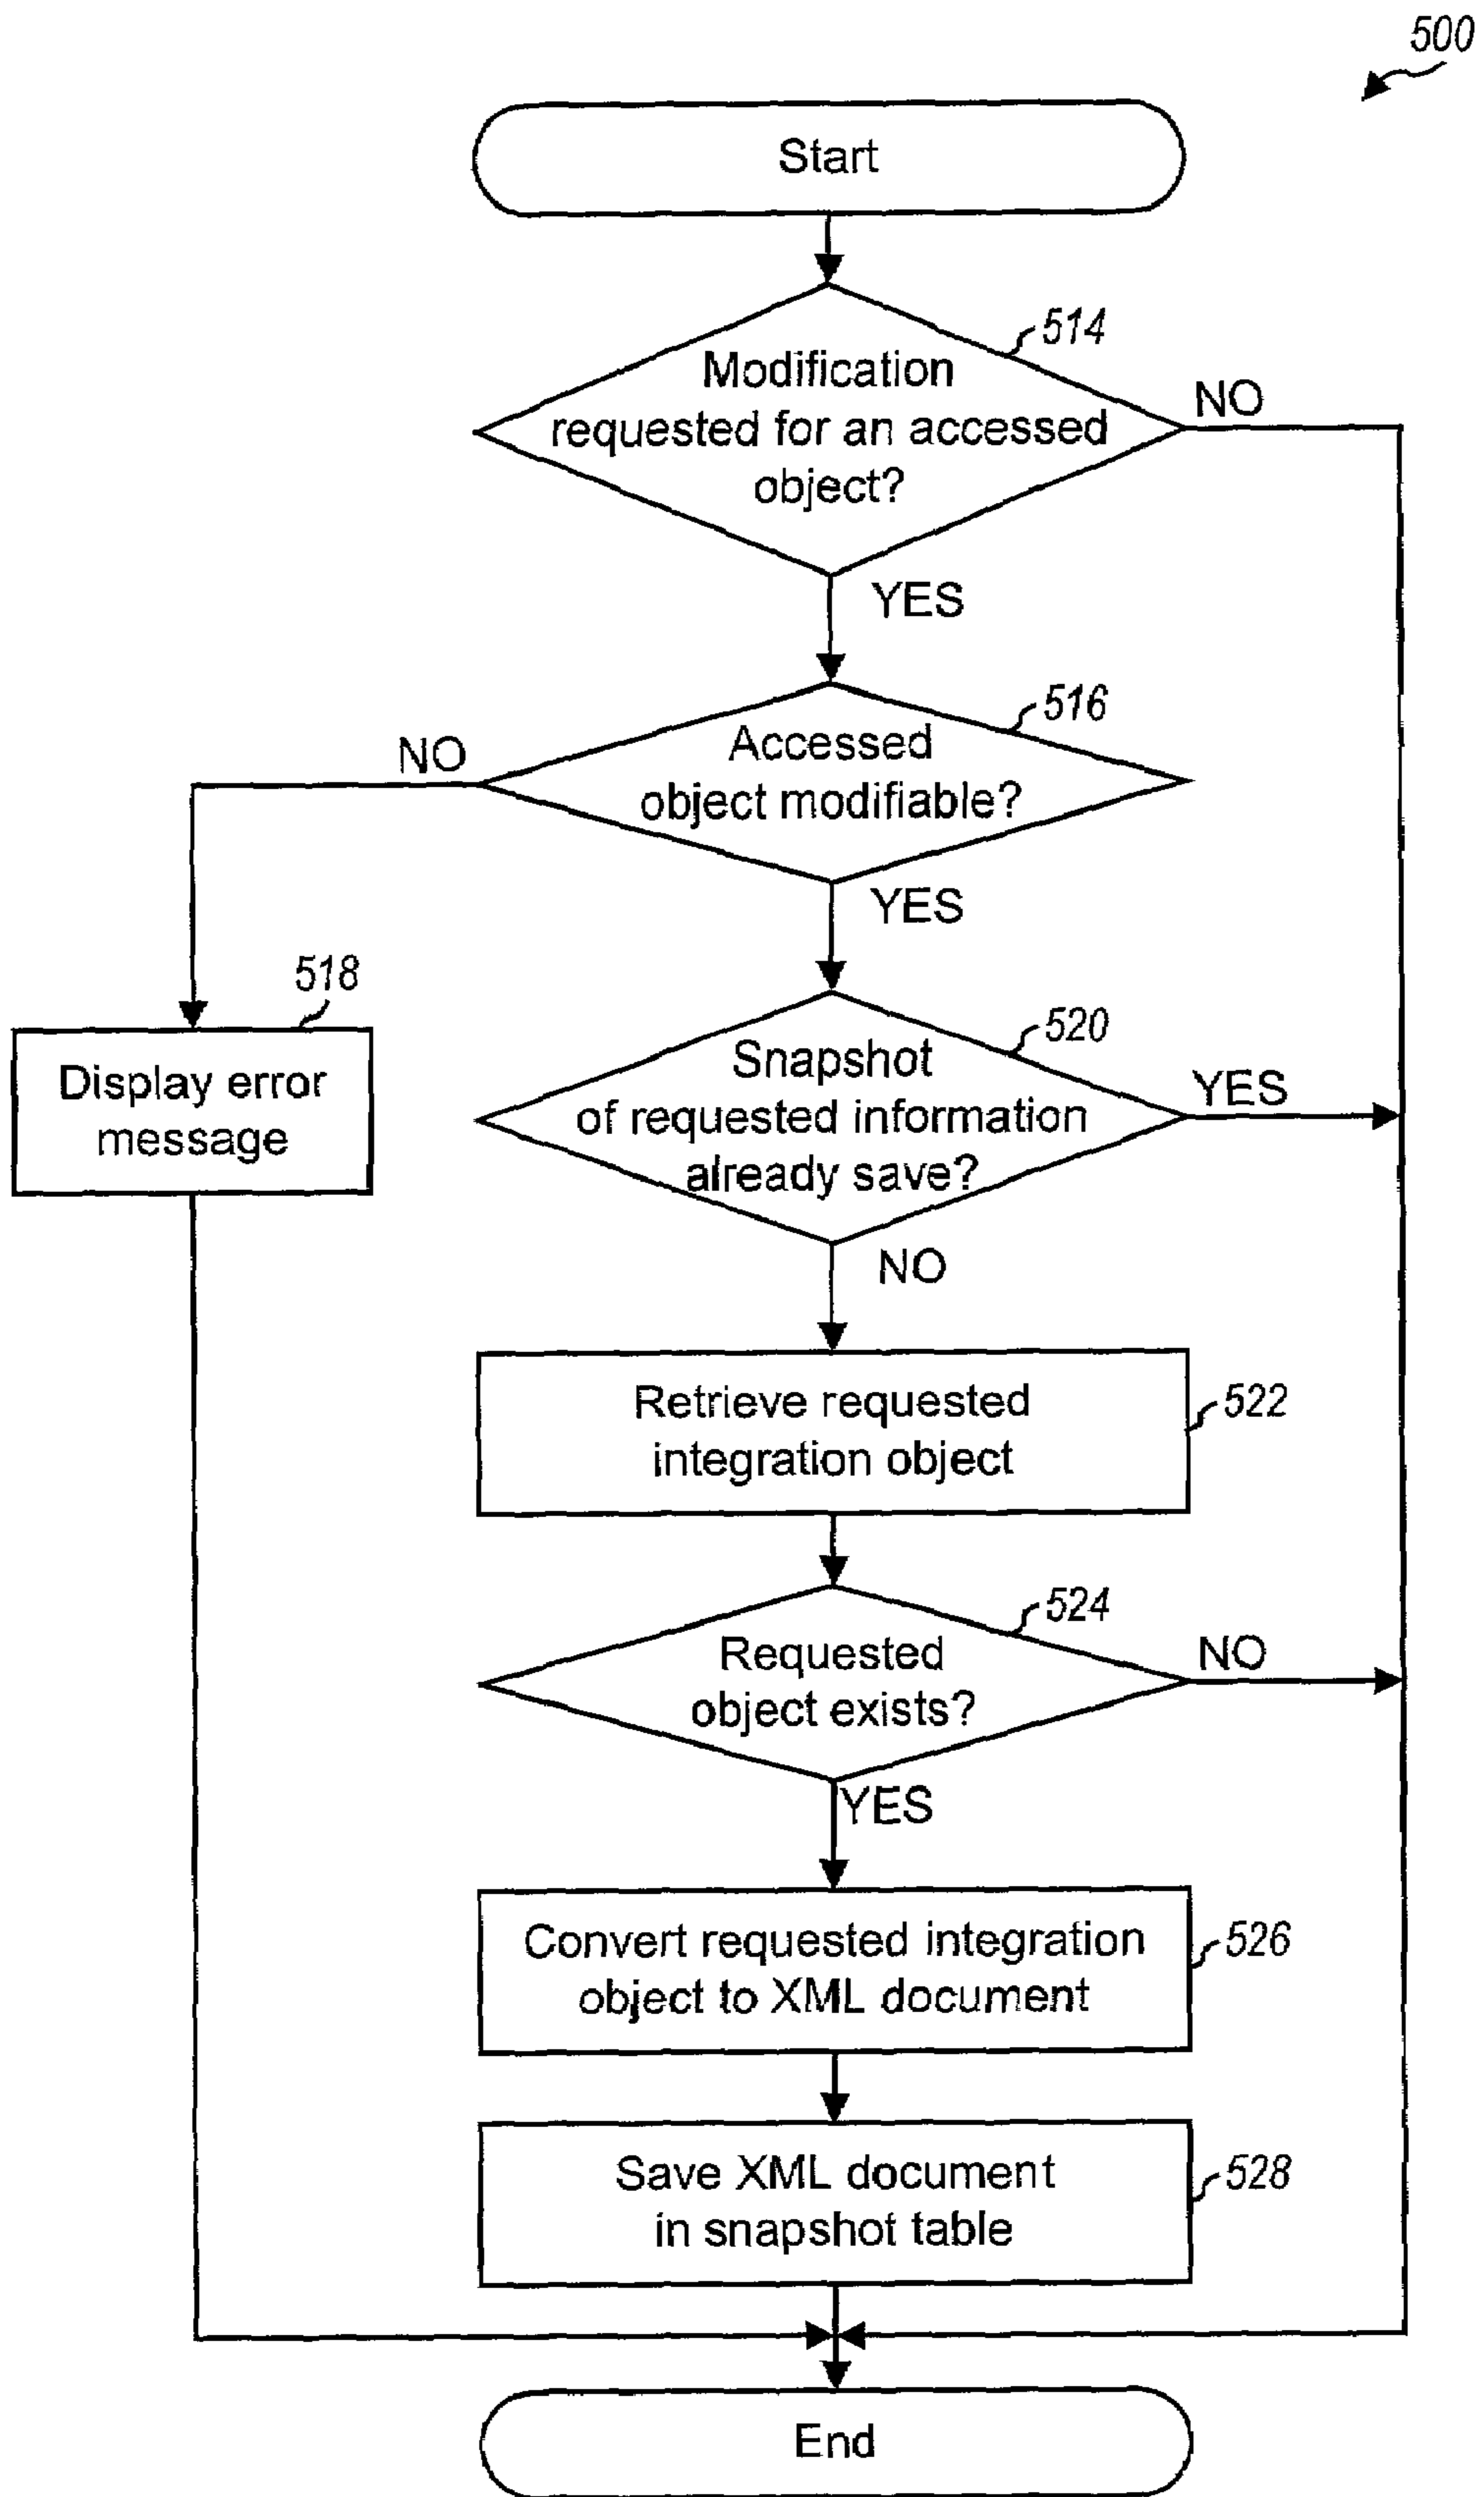 500
Start
514
Modification
requested for an accessed
object?
NO
YES
516
Accessed
object modifiable?
NO
YES
518
Display error
message
520
Snapshot
of requested information
already save?
YES
NO
Retrieve requested
integration object
522
524
Requested
object exists?
NO
YES
Convert requested integration
object to XML document
526
Save XML document
in snapshot table
528
End